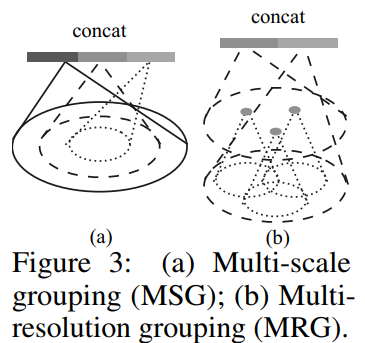 concat
concat
(a)
(b)
Figure 3: (a) Multi-scale
grouping (MSG); (b) Multi-
resolution grouping (MRG).